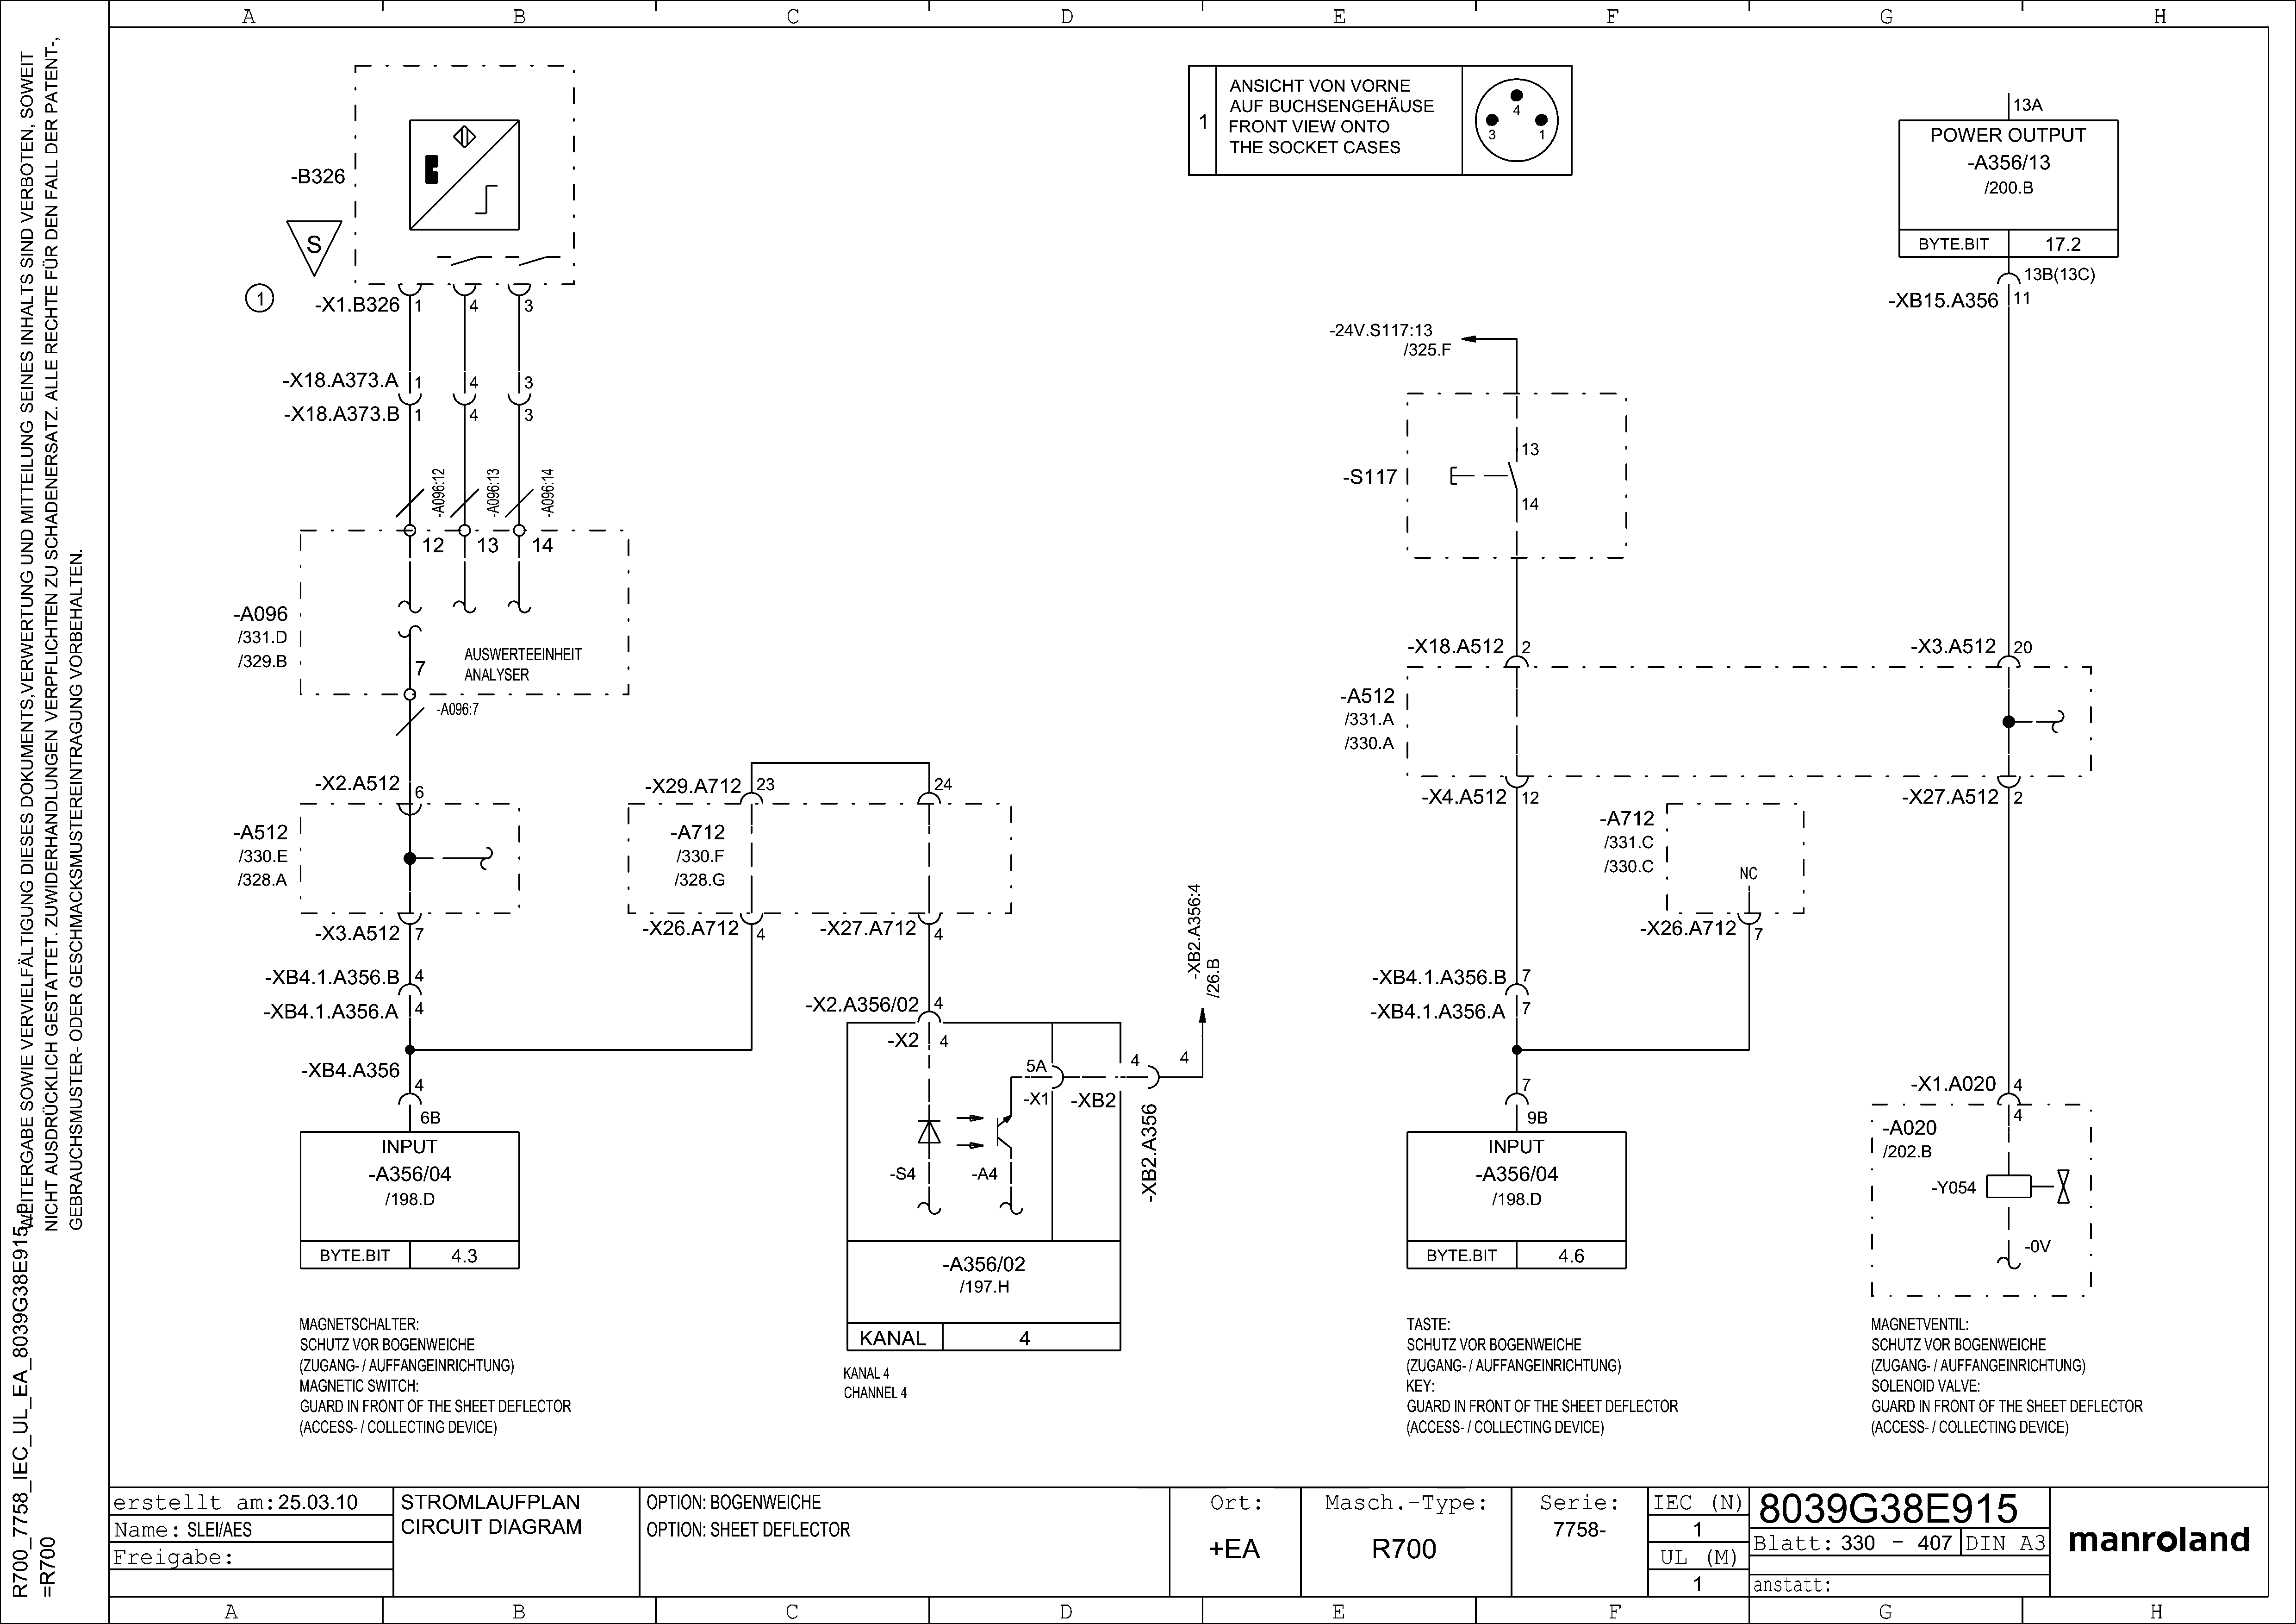 A B C D E F G H
WEITERGABE SOWIE VERVIELFÄLTIGUNG DIESES DOKUMENTS,VERWERTUNG UND MITTEILUNG SEINES INHALTS SIND VERBOTEN, SOWEIT
NICHT AUSDRÜCKLICH GESTATTET. ZUWIDERHANDLUNGEN VERPFLICHTEN ZU SCHADENERSATZ. ALLE RECHTE FÜR DEN FALL DER PATENT-,
GEBRAUCHSMUSTER- ODER GESCHMACKSMUSTEREINTRAGUNG VORBEHALTEN.
R700_7758_IEC_UL_EA_8039G38E915_D
=R700
-B326
S
1
-X1.B326 1 4 3
-X18.A373.A 1 4 3
-X18.A373.B 1 4 3
-A096:12 -A096:13 -A096:14
12 13 14
-A096
/331.D
/329.B
7
AUSWERTEEINHEIT
ANALYSER
-A096:7
-X2.A512 6
-A512
/330.E
/328.A
-X3.A512 7
-XB4.1.A356.B 4
-XB4.1.A356.A 4
-XB4.A356
4
6B
INPUT
-A356/04
/198.D
BYTE.BIT 4.3
MAGNETSCHALTER:
SCHUTZ VOR BOGENWEICHE
(ZUGANG- / AUFFANGEINRICHTUNG)
MAGNETIC SWITCH:
GUARD IN FRONT OF THE SHEET DEFLECTOR
(ACCESS- / COLLECTING DEVICE)
-X29.A712 23 24
-A712
/330.F
/328.G
-X26.A712 4
-X27.A712 4
-X2.A356/02 4
-X2 4
5A
-X1
-XB2
4
4
-XB2.A356
-XB2.A356:4
/26.B
-S4
-A4
-A356/02
/197.H
KANAL 4
KANAL 4
CHANNEL 4
1
ANSICHT VON VORNE
AUF BUCHSENGEHÄUSE
FRONT VIEW ONTO
THE SOCKET CASES
4
3 1
-24V.S117:13
/325.F
-S117
13
14
-X18.A512 2
-A512
/331.A
/330.A
-X4.A512 12
-A712
/331.C
/330.C
NC
-X26.A712 7
-XB4.1.A356.B 7
-XB4.1.A356.A 7
7
9B
INPUT
-A356/04
/198.D
BYTE.BIT 4.6
TASTE:
SCHUTZ VOR BOGENWEICHE
(ZUGANG- / AUFFANGEINRICHTUNG)
KEY:
GUARD IN FRONT OF THE SHEET DEFLECTOR
(ACCESS- / COLLECTING DEVICE)
13A
POWER OUTPUT
-A356/13
/200.B
BYTE.BIT 17.2
13B(13C)
-XB15.A356 11
-X3.A512 20
-X27.A512 2
-X1.A020 4
4
-A020
/202.B
-Y054
-0V
MAGNETVENTIL:
SCHUTZ VOR BOGENWEICHE
(ZUGANG- / AUFFANGEINRICHTUNG)
SOLENOID VALVE:
GUARD IN FRONT OF THE SHEET DEFLECTOR
(ACCESS- / COLLECTING DEVICE)
erstellt am: 25.03.10
Name: SLEI/AES
Freigabe:
STROMLAUFPLAN
CIRCUIT DIAGRAM
OPTION: BOGENWEICHE
OPTION: SHEET DEFLECTOR
Ort:
+EA
Masch.-Type:
R700
Serie:
7758-
IEC (N)
1
UL (M)
1
8039G38E915
Blatt: 330 - 407 DIN A3
anstatt:
manroland
A B C D E F G H